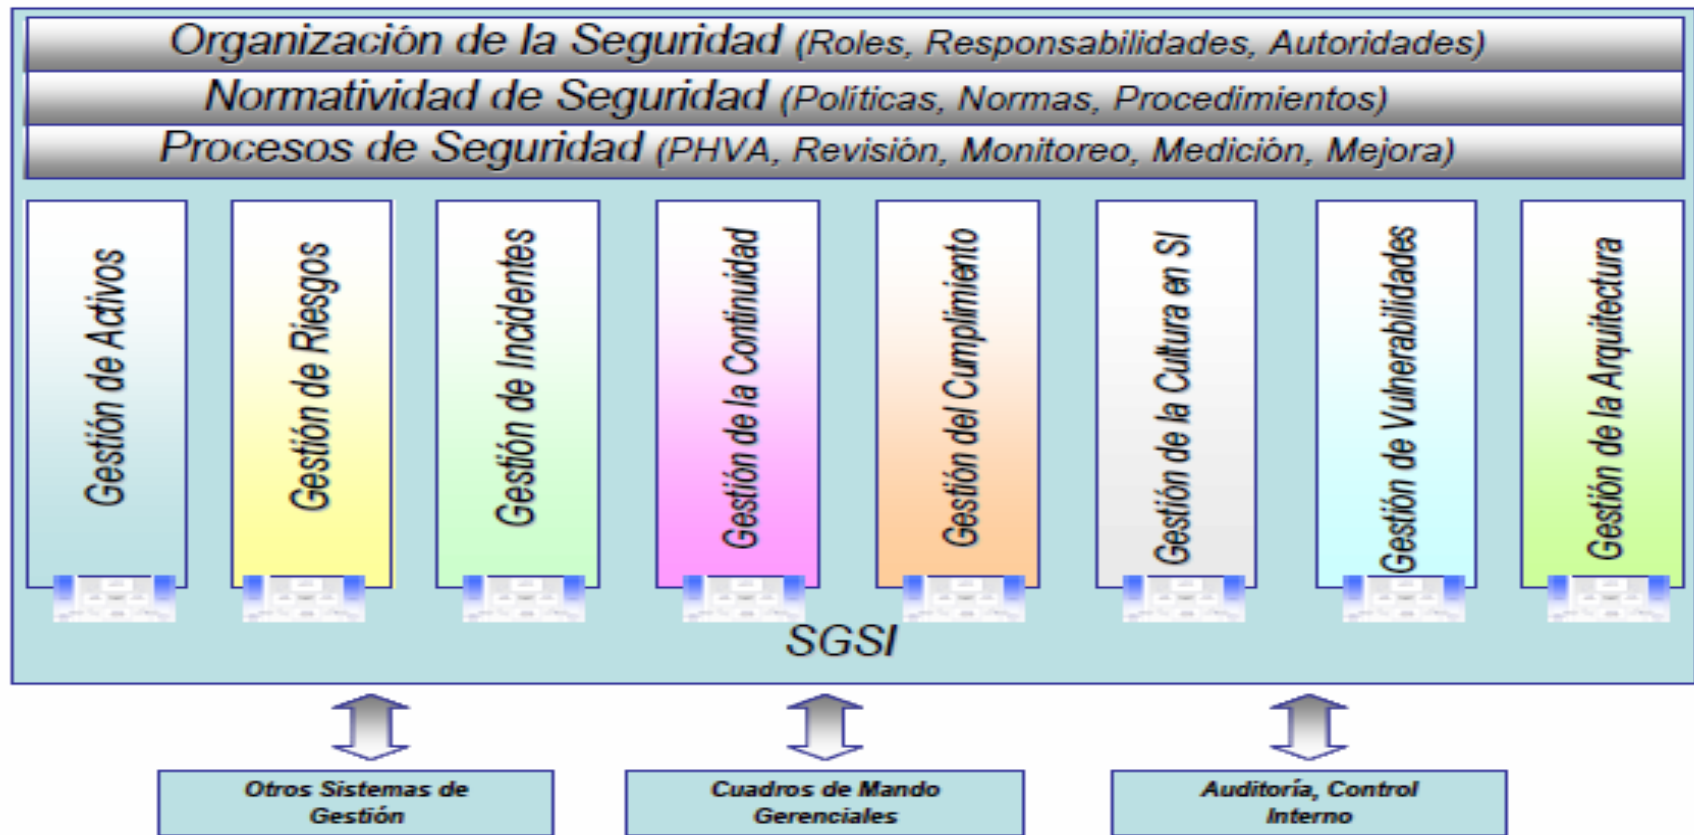 Organización de la Seguridad (Roles, Responsabilidades, Autoridades)
Normatividad de Seguridad (Políticas, Normas, Procedimientos)
Procesos de Seguridad (PHVA, Revisión, Monitoreo, Medición, Mejora)
Gestión de Activos
Gestión de Riesgos
Gestión de Incidentes
Gestión de la Continuidad
Gestión del Cumplimiento
Gestión de la Cultura en SI
Gestión de Vulnerabilidades
Gestión de la Arquitectura
SGSI
Otros Sistemas de
Gestión
Cuadros de Mando
Gerenciales
Auditoría, Control
Interno